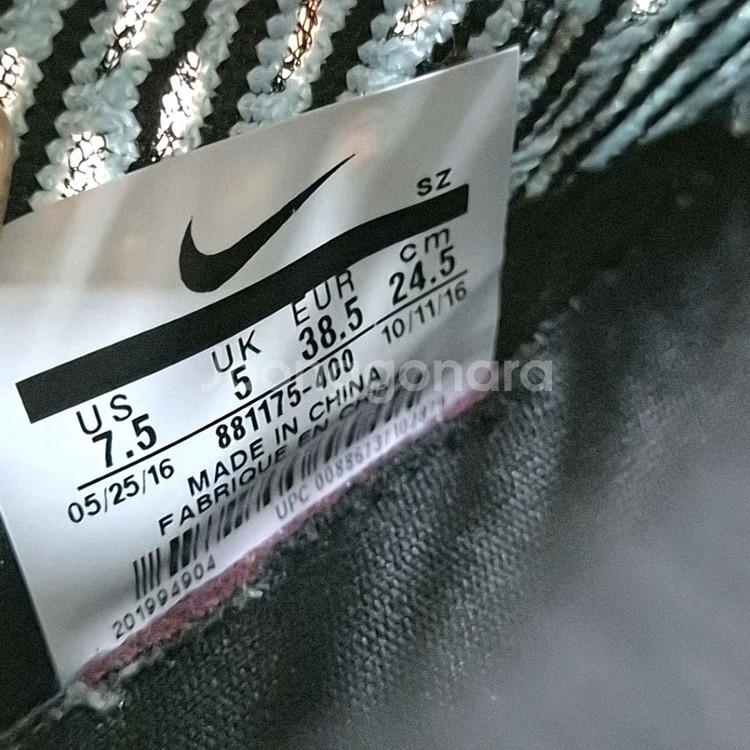 SZ
US UK EUR cm
7.5 5 38.5 24.5
05/25/16 881175-400 10/11/16
MADE IN CHINA
FABRIQUE EN
UPC
201994904